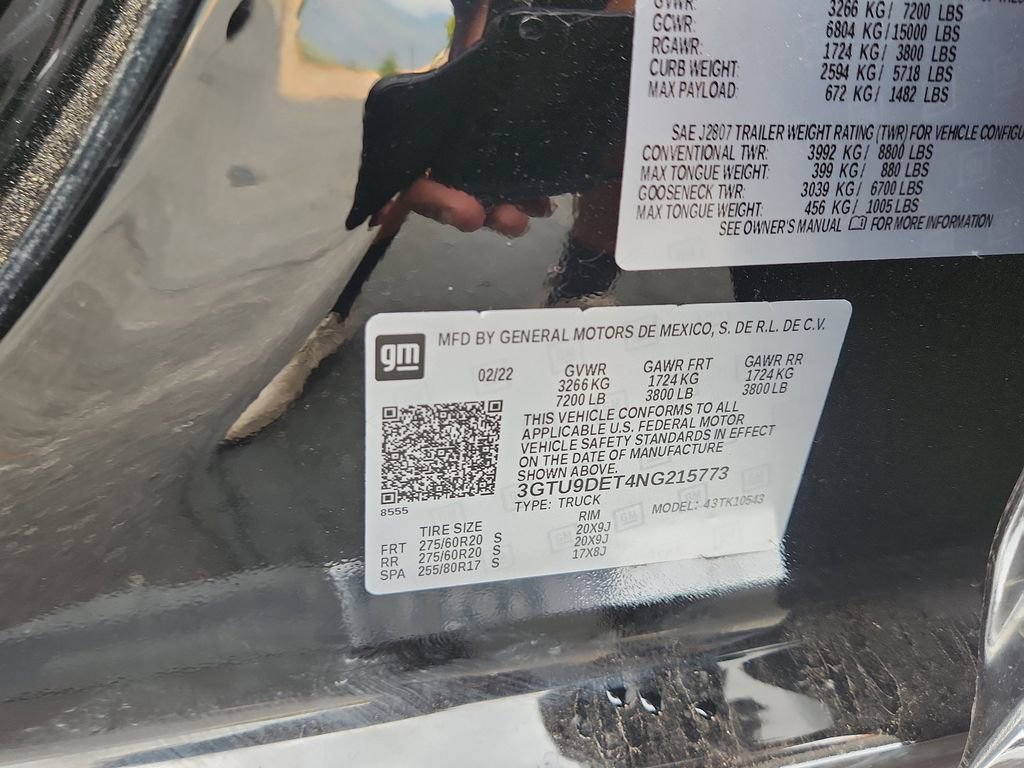 GVWR: 3266 KG/ 7200 LBS
GCWR: 6804 KG/15000 LBS
RGAWR: 1724 KG/ 3800 LBS
CURB WEIGHT: 2594 KG/ 5718 LBS
MAX PAYLOAD: 672 KG/ 1482 LBS
SAE J2807 TRAILER WEIGHT RATING (TWR) FOR VEHICLE
CONVENTIONAL TWR: 3992 KG/ 8800 LBS
MAX TONGUE WEIGHT: 399 KG/ 880 LBS
GOOSENECK TWR: 3039 KG/ 6700 LBS
MAX TONGUE WEIGHT: 456 KG/ 1005 LBS
SEE OWNER'S MANUAL FOR MORE INFORMATION
gm MFD BY GENERAL MOTORS DE MEXICO, S. DE R.L. DE C.V.
02/22 GVWR GAWR FRT GAWR RR
3266 KG 1724 KG 1724 KG
7200 LB 3800 LB 3800 LB
THIS VEHICLE CONFORMS TO ALL
APPLICABLE U.S. FEDERAL MOTOR
VEHICLE SAFETY STANDARDS IN EFFECT
ON THE DATE OF MANUFACTURE
SHOWN ABOVE.
3GTU9DET4NG215773
8555 TYPE: TRUCK MODEL: 43TK10543
TIRE SIZE RIM
FRT 275/60R20 S 20X9J
RR 275/60R20 S 20X9J
SPA 255/80R17 S 17X8J